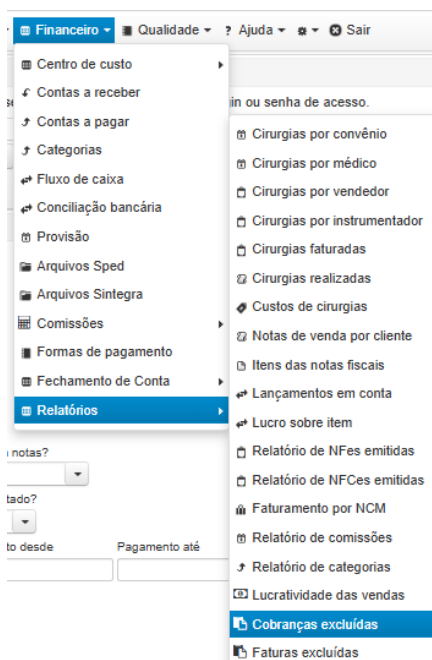 Financeiro Qualidade ? Ajuda Sair
Centro de custo
Contas a receber
in ou senha de acesso.
Contas a pagar
Categorias
Fluxo de caixa
Conciliação bancária
Provisão
Arquivos Sped
Arquivos Sintegra
Comissões
Formas de pagamento
Fechamento de Conta
Relatórios
Cirurgias por convênio
Cirurgias por médico
Cirurgias por vendedor
Cirurgias por instrumentador
Cirurgias faturadas
Cirurgias realizadas
Custos de cirurgias
Notas de venda por cliente
Itens das notas fiscais
Lançamentos em conta
Lucro sobre item
Relatório de NFes emitidas
Relatório de NFCes emitidas
Faturamento por NCM
Relatório de comissões
Relatório de categorias
Lucratividade das vendas
Cobranças excluídas
Faturas excluídas
notas?
tado?
to desde Pagamento até